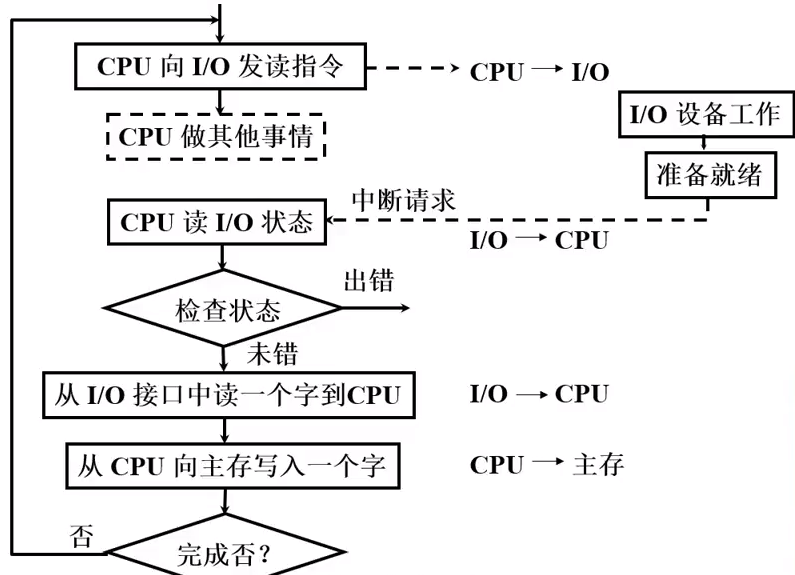 CPU 向 I/O 发读指令
CPU → I/O
I/O 设备工作
CPU 做其他事情
准备就绪
中断请求
CPU 读 I/O 状态
I/O → CPU
出错
检查状态
未错
从 I/O 接口中读一个字到CPU
I/O → CPU
从 CPU 向主存写入一个字
CPU → 主存
否
完成否？